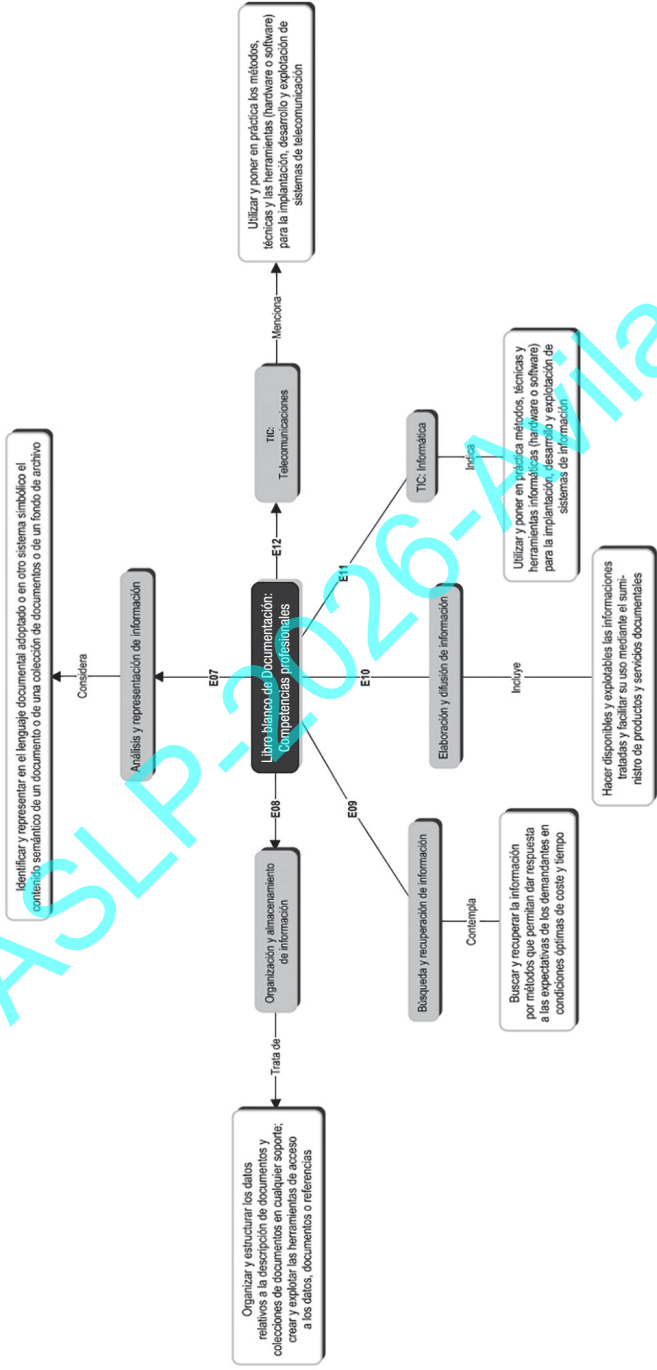 Identificar y representar en el lenguaje documental adoptado o en otro sistema simbólico el
contenido semántico de un documento o de una colección de documentos o de un fondo de archivo
Considera
Análisis y representación de información
E07
Organizar y estructurar los datos
relativos a la descripción de documentos y
colecciones de documentos en cualquier soporte;
crear y explotar las herramientas de acceso
a los datos, documentos o referencias
Trata de
Organización y almacenamiento
de información
E08
Libro blanco de Documentación:
Competencias profesionales
E12
TIC:
Telecomunicaciones
Menciona
Utilizar y poner en práctica los métodos,
técnicas y las herramientas (hardware o software)
para la implantación, desarrollo y explotación de
sistemas de telecomunicación
E09
Búsqueda y recuperación de información
Contempla
Buscar y recuperar la información
por métodos que permitan dar respuesta
a las expectativas de los demandantes en
condiciones óptimas de coste y tiempo
E10
Elaboración y difusión de información
Incluye
Hacer disponibles y explotables las informaciones
tratadas y facilitar su uso mediante el sumi-
nistro de productos y servicios documentales
E11
TIC: Informática
Indica
Utilizar y poner en práctica métodos, técnicas y
herramientas informáticas (hardware o software)
para la implantación, desarrollo y explotación de
sistemas de información
ASLP-2026-Avila